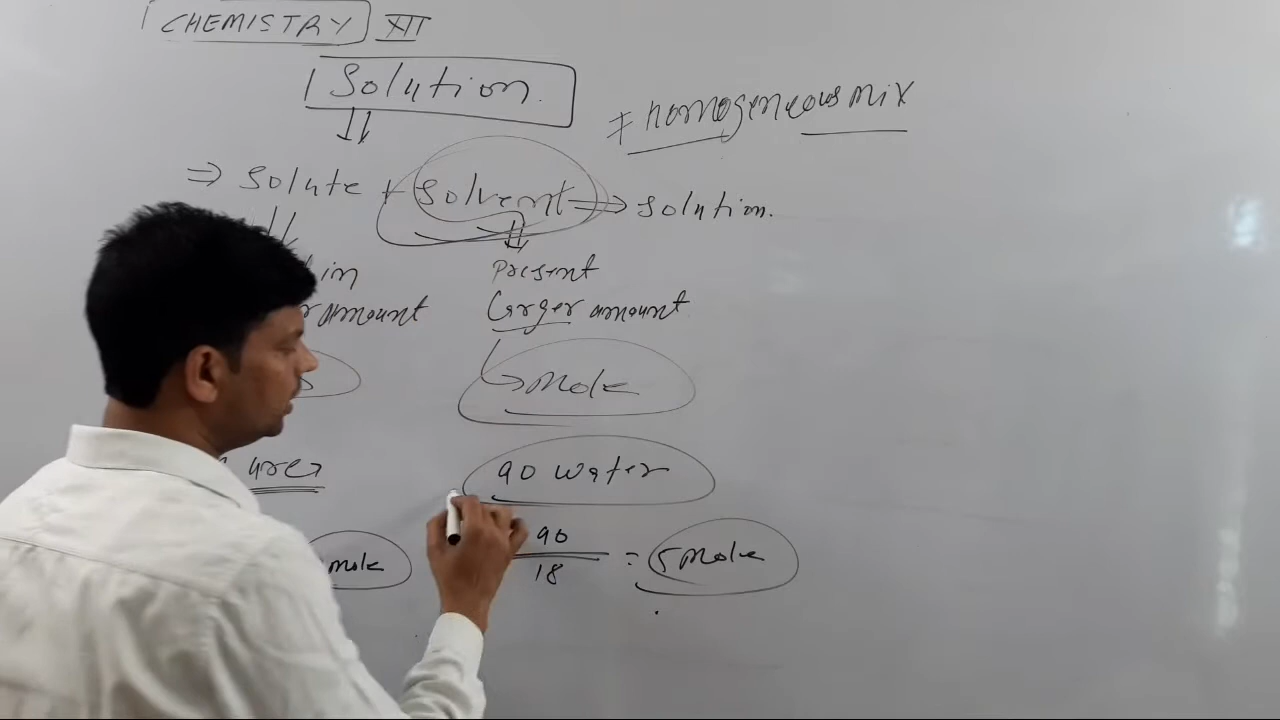 CHEMISTRY XII
Solution.
* homogeneous mix
⇒ Solute + Solvent ⇒ Solution.
in
amount
Present
Larger amount
mole
90 water
mole
90
18
= 5 mole